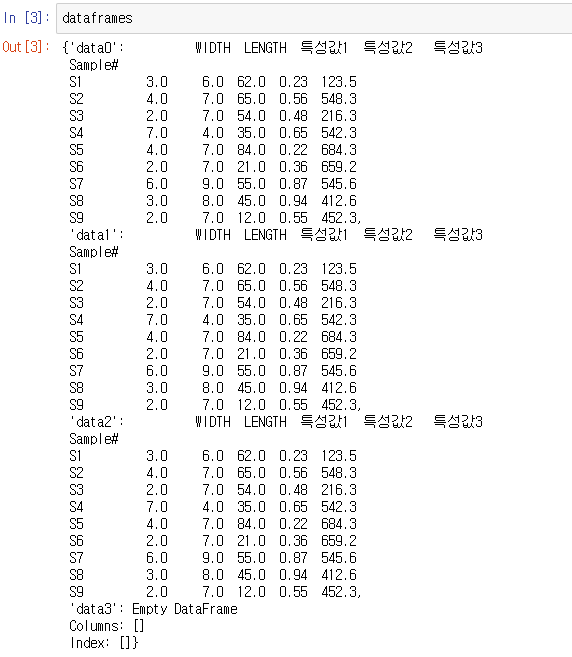 In [3]: dataframes
Out[3]: {'data0': WIDTH LENGTH 특성값1 특성값2 특성값3
Sample#
S1 3.0 6.0 62.0 0.23 123.5
S2 4.0 7.0 65.0 0.56 548.3
S3 2.0 7.0 54.0 0.48 216.3
S4 7.0 4.0 35.0 0.65 542.3
S5 4.0 7.0 84.0 0.22 684.3
S6 2.0 7.0 21.0 0.36 659.2
S7 6.0 9.0 55.0 0.87 545.6
S8 3.0 8.0 45.0 0.94 412.6
S9 2.0 7.0 12.0 0.55 452.3,
'data1': WIDTH LENGTH 특성값1 특성값2 특성값3
Sample#
S1 3.0 6.0 62.0 0.23 123.5
S2 4.0 7.0 65.0 0.56 548.3
S3 2.0 7.0 54.0 0.48 216.3
S4 7.0 4.0 35.0 0.65 542.3
S5 4.0 7.0 84.0 0.22 684.3
S6 2.0 7.0 21.0 0.36 659.2
S7 6.0 9.0 55.0 0.87 545.6
S8 3.0 8.0 45.0 0.94 412.6
S9 2.0 7.0 12.0 0.55 452.3,
'data2': WIDTH LENGTH 특성값1 특성값2 특성값3
Sample#
S1 3.0 6.0 62.0 0.23 123.5
S2 4.0 7.0 65.0 0.56 548.3
S3 2.0 7.0 54.0 0.48 216.3
S4 7.0 4.0 35.0 0.65 542.3
S5 4.0 7.0 84.0 0.22 684.3
S6 2.0 7.0 21.0 0.36 659.2
S7 6.0 9.0 55.0 0.87 545.6
S8 3.0 8.0 45.0 0.94 412.6
S9 2.0 7.0 12.0 0.55 452.3,
'data3': Empty DataFrame
Columns: []
Index: []}